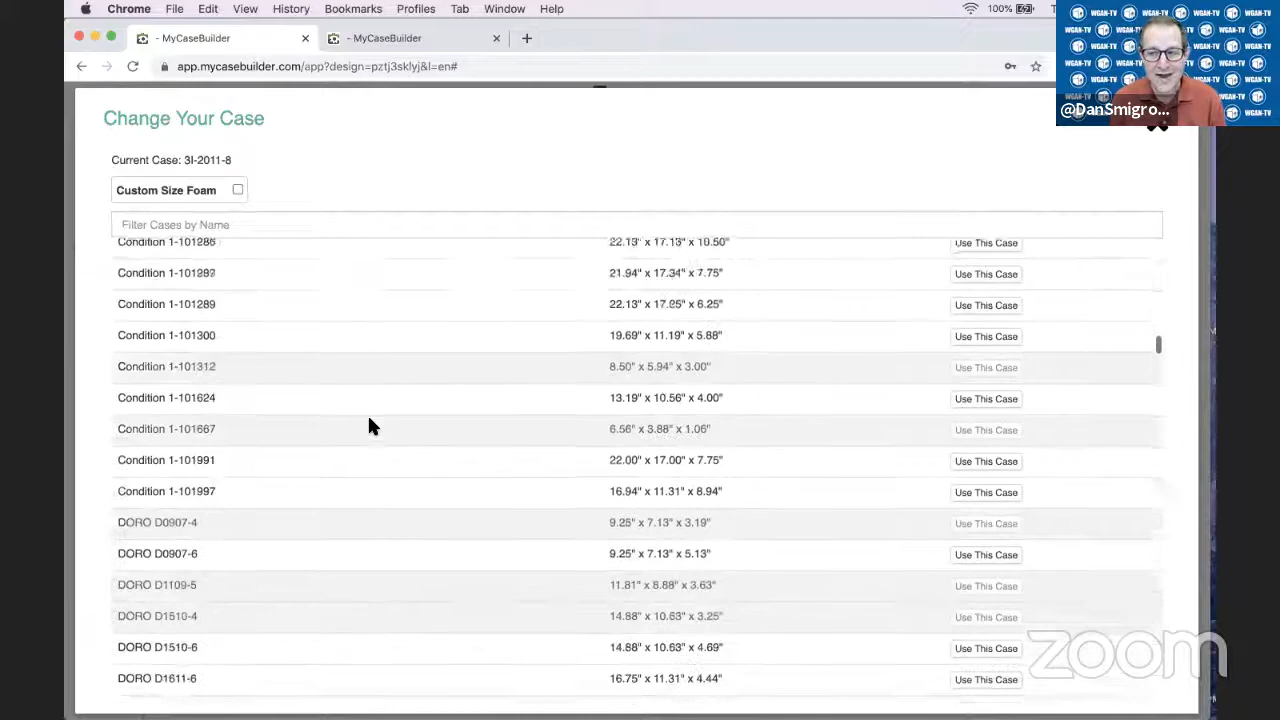 Chrome File Edit View History Bookmarks Profiles Tab Window Help 100%
- MyCaseBuilder - MyCaseBuilder
app.mycasebuilder.com/app?design=pztj3sklyj&l=en#
WGAN-TV
@DanSmigro...
Change Your Case
Current Case: 3I-2011-8
Custom Size Foam
Filter Cases by Name
Condition 1-101286 22.13" x 17.13" x 10.50" Use This Case
Condition 1-101287 21.94" x 17.34" x 7.75" Use This Case
Condition 1-101289 22.13" x 17.25" x 6.25" Use This Case
Condition 1-101300 19.69" x 11.19" x 5.88" Use This Case
Condition 1-101312 8.50" x 5.94" x 3.00" Use This Case
Condition 1-101624 13.19" x 10.56" x 4.00" Use This Case
Condition 1-101667 6.56" x 3.88" x 1.06" Use This Case
Condition 1-101991 22.00" x 17.00" x 7.75" Use This Case
Condition 1-101997 16.94" x 11.31" x 8.94" Use This Case
DORO D0907-4 9.25" x 7.13" x 3.19" Use This Case
DORO D0907-6 9.25" x 7.13" x 5.13" Use This Case
DORO D1109-5 11.81" x 8.88" x 3.63" Use This Case
DORO D1510-4 14.88" x 10.63" x 3.25" Use This Case
DORO D1510-6 14.88" x 10.63" x 4.69" Use This Case
DORO D1611-6 16.75" x 11.31" x 4.44" Use This Case
zoom